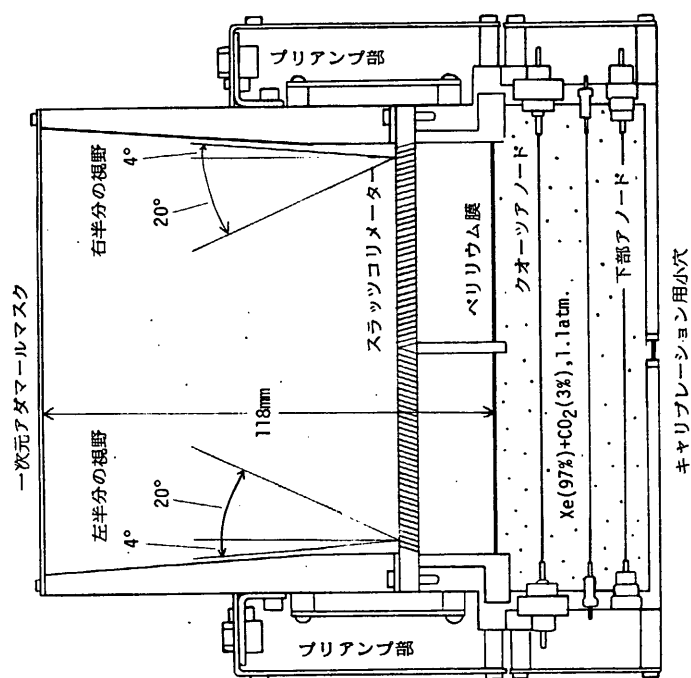 一次元アダマールマスク
プリアンプ部
右半分の視野
4°
20°
118mm
左半分の視野
20°
4°
スラッツコリメーター
ベリリウム膜
クオーツアノード
Xe(97%)+CO₂(3%),1.1atm.
下部アノード
キャリブレーション用小穴
プリアンプ部